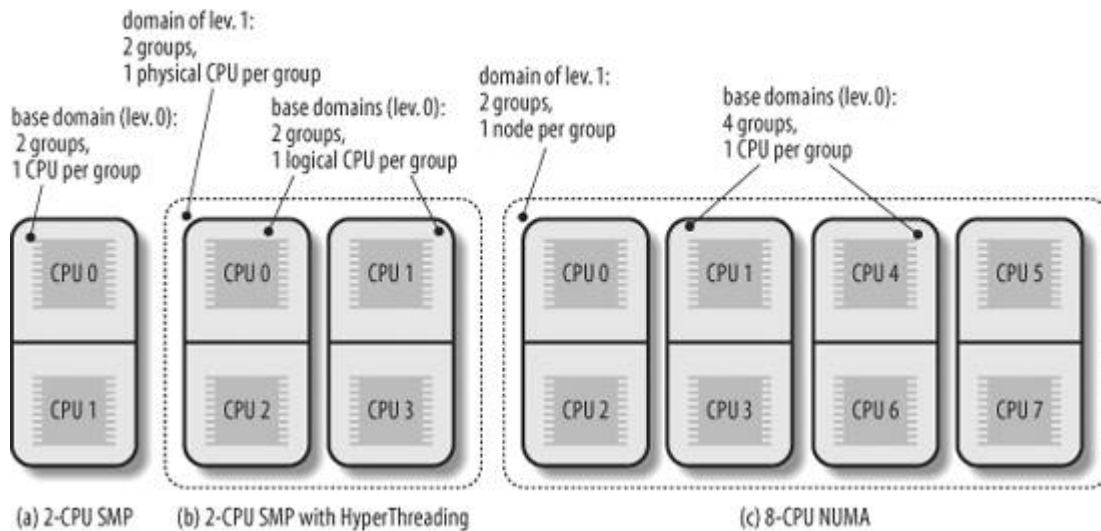 domain of lev. 1:
2 groups,
1 physical CPU per group
base domain (lev. 0):
2 groups,
1 CPU per group
base domains (lev. 0):
2 groups,
1 logical CPU per group
domain of lev. 1:
2 groups,
1 node per group
base domains (lev. 0):
4 groups,
1 CPU per group
CPU 0
CPU 1
CPU 0
CPU 1
CPU 2
CPU 3
CPU 0
CPU 1
CPU 4
CPU 5
CPU 2
CPU 3
CPU 6
CPU 7
(a) 2-CPU SMP
(b) 2-CPU SMP with HyperThreading
(c) 8-CPU NUMA